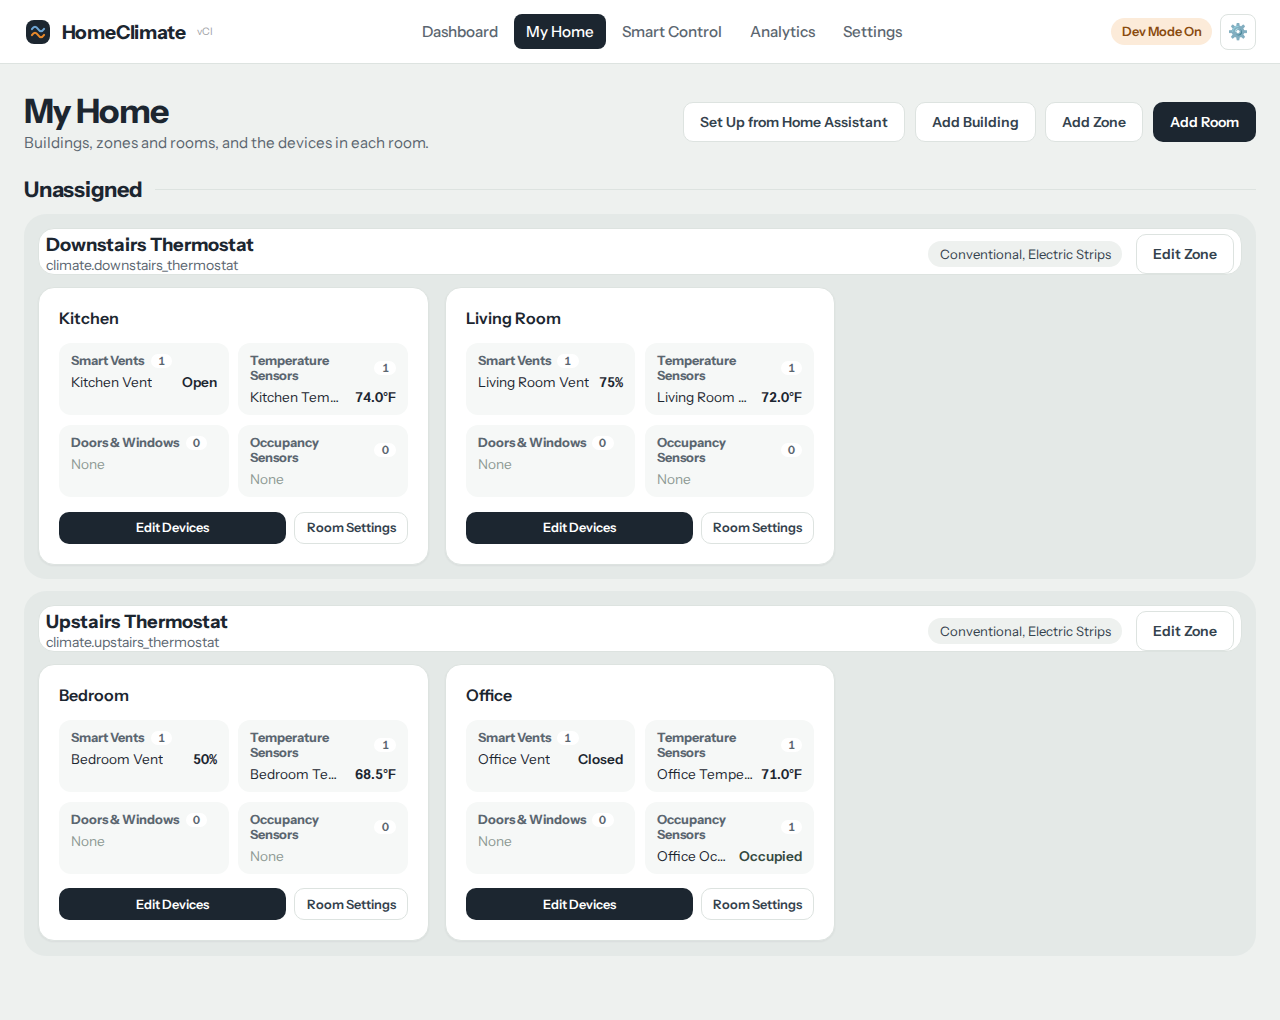 HomeClimate vCI
Dashboard My Home Smart Control Analytics Settings
Dev Mode On
My Home
Buildings, zones and rooms, and the devices in each room.
Set Up from Home Assistant Add Building Add Zone Add Room
Unassigned
Downstairs Thermostat
climate.downstairs_thermostat
Conventional, Electric Strips Edit Zone
Kitchen
Smart Vents 1
Kitchen Vent Open
Temperature
Sensors 1
Kitchen Tem... 74.0°F
Doors & Windows 0
None
Occupancy
Sensors 0
None
Edit Devices Room Settings
Living Room
Smart Vents 1
Living Room Vent 75%
Temperature
Sensors 1
Living Room ... 72.0°F
Doors & Windows 0
None
Occupancy
Sensors 0
None
Edit Devices Room Settings
Upstairs Thermostat
climate.upstairs_thermostat
Conventional, Electric Strips Edit Zone
Bedroom
Smart Vents 1
Bedroom Vent 50%
Temperature
Sensors 1
Bedroom Te... 68.5°F
Doors & Windows 0
None
Occupancy
Sensors 0
None
Edit Devices Room Settings
Office
Smart Vents 1
Office Vent Closed
Temperature
Sensors 1
Office Tempe... 71.0°F
Doors & Windows 0
None
Occupancy
Sensors 1
Office Oc... Occupied
Edit Devices Room Settings